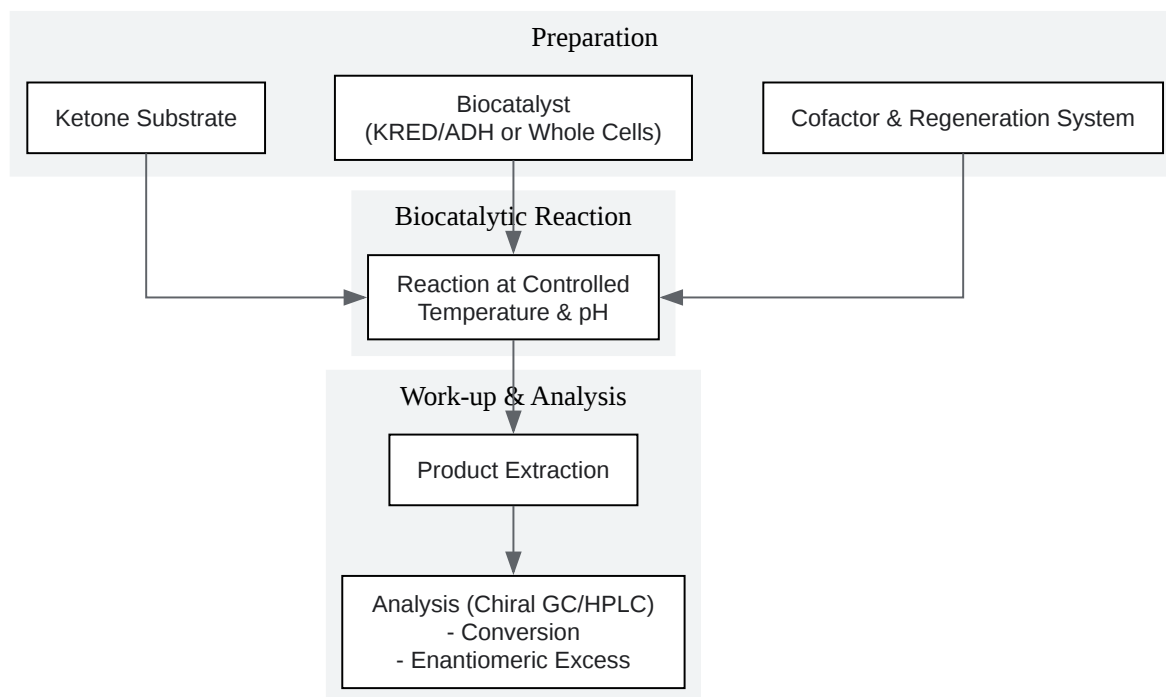 Preparation
Ketone Substrate
Biocatalyst
(KRED/ADH or Whole Cells)
Cofactor & Regeneration System
Biocatalytic Reaction
Reaction at Controlled
Temperature & pH
Work-up & Analysis
Product Extraction
Analysis (Chiral GC/HPLC)
- Conversion
- Enantiomeric Excess